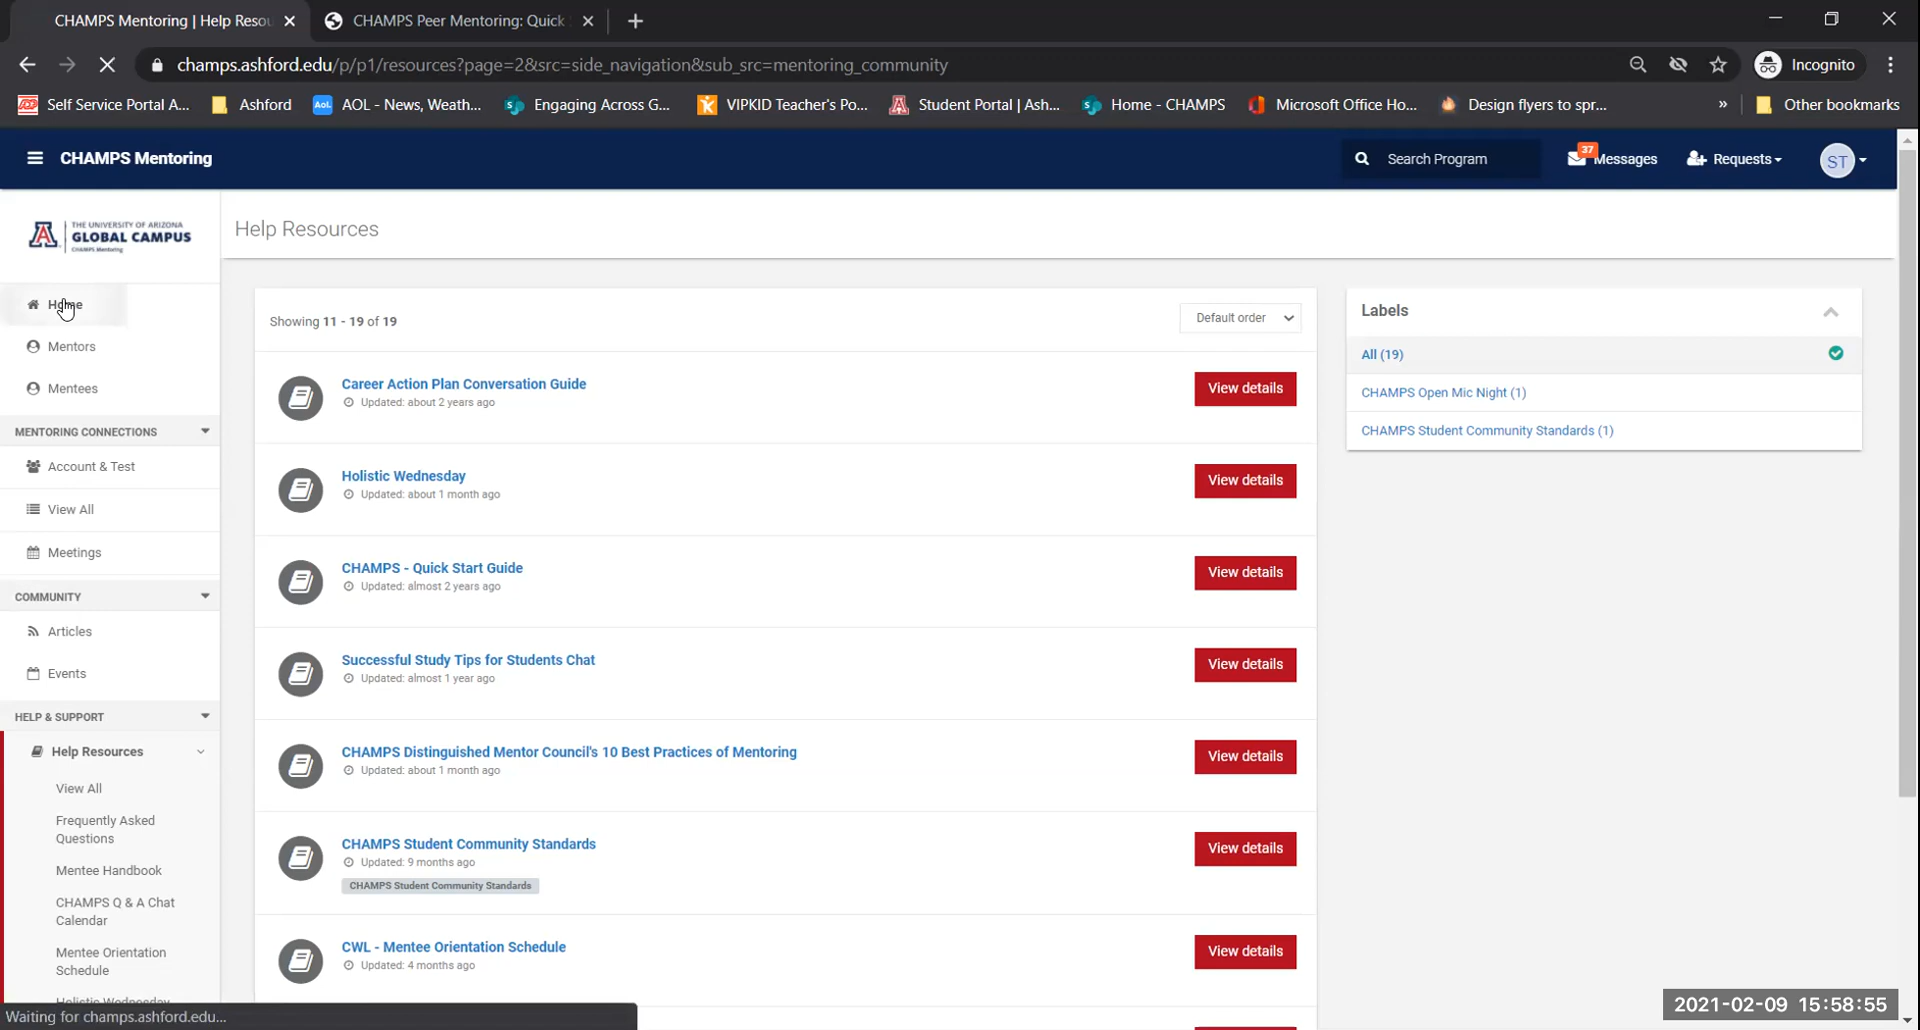 CHAMPS Mentoring | Help Resou
CHAMPS Peer Mentoring: Quick
champs.ashford.edu/p/p1/resources?page=2&src=side_navigation&sub_src=mentoring_community
Incognito
Self Service Portal A...
Ashford
Aol.
AOL - News, Weath...
Engaging Across G...
VIPKID Teacher's Po...
Student Portal | Ash...
Home - CHAMPS
Microsoft Office Ho...
Design flyers to spr...
»
Other bookmarks
CHAMPS Mentoring
Search Program
37
Messages
Requests
ST
THE UNIVERSITY OF ARIZONA
GLOBAL CAMPUS
CHAMPS Mentoring
Help Resources
Home
Mentors
Mentees
MENTORING CONNECTIONS
Account & Test
View All
Meetings
COMMUNITY
Articles
Events
HELP & SUPPORT
Help Resources
View All
Frequently Asked
Questions
Mentee Handbook
CHAMPS Q & A Chat
Calendar
Mentee Orientation
Schedule
Holistic Wednesday
Showing 11 - 19 of 19
Default order
Career Action Plan Conversation Guide
Updated: about 2 years ago
View details
Holistic Wednesday
Updated: about 1 month ago
View details
CHAMPS - Quick Start Guide
Updated: almost 2 years ago
View details
Successful Study Tips for Students Chat
Updated: almost 1 year ago
View details
CHAMPS Distinguished Mentor Council's 10 Best Practices of Mentoring
Updated: about 1 month ago
View details
CHAMPS Student Community Standards
Updated: 9 months ago
CHAMPS Student Community Standards
View details
CWL - Mentee Orientation Schedule
Updated: 4 months ago
View details
Labels
All (19)
CHAMPS Open Mic Night (1)
CHAMPS Student Community Standards (1)
Waiting for champs.ashford.edu...
2021-02-09 15:58:55